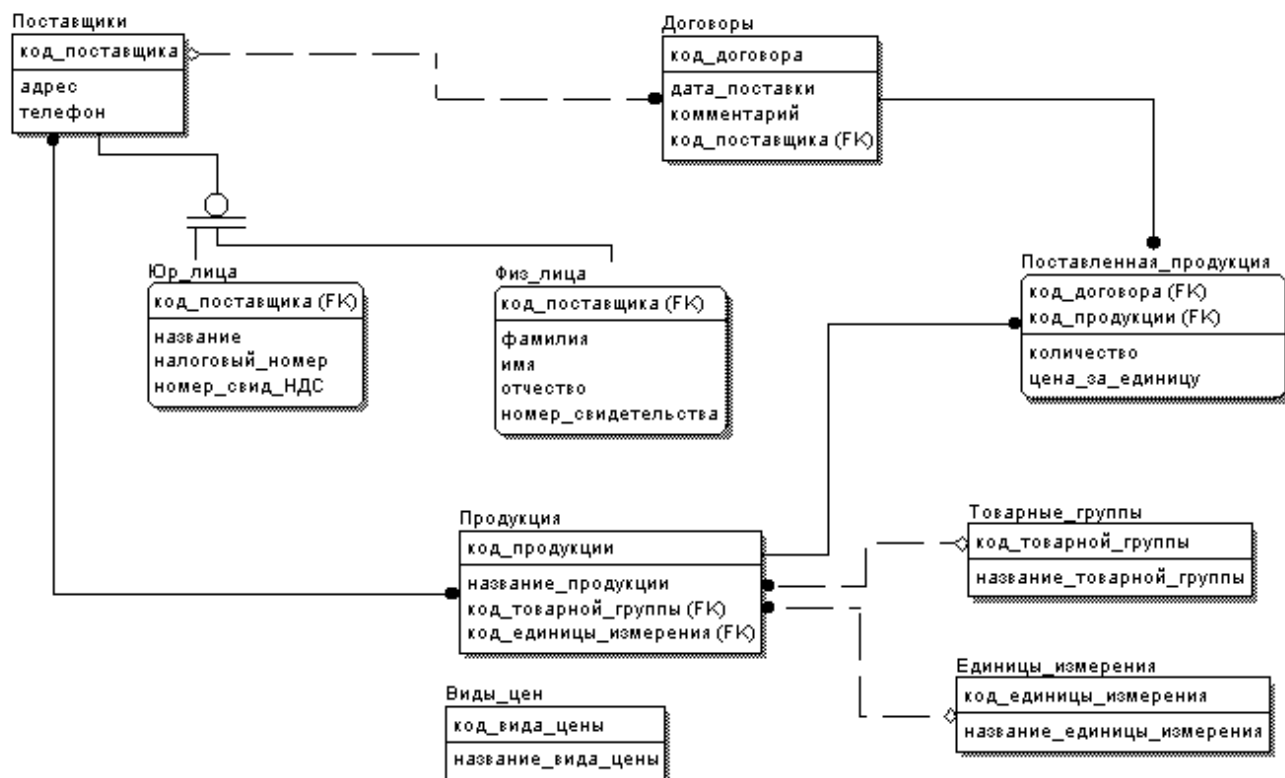 Поставщики
код_поставщика
адрес
телефон
Договоры
код_договора
дата_поставки
комментарий
код_поставщика (FK)
Юр_лица
код_поставщика (FK)
название
налоговый_номер
номер_свид_НДС
Физ_лица
код_поставщика (FK)
фамилия
имя
отчество
номер_свидетельства
Поставленная_продукция
код_договора (FK)
код_продукции (FK)
количество
цена_за_единицу
Продукция
код_продукции
название_продукции
код_товарной_группы (FK)
код_единицы_измерения (FK)
Товарные_группы
код_товарной_группы
название_товарной_группы
Единицы_измерения
код_единицы_измерения
название_единицы_измерения
Виды_цен
код_вида_цены
название_вида_цены